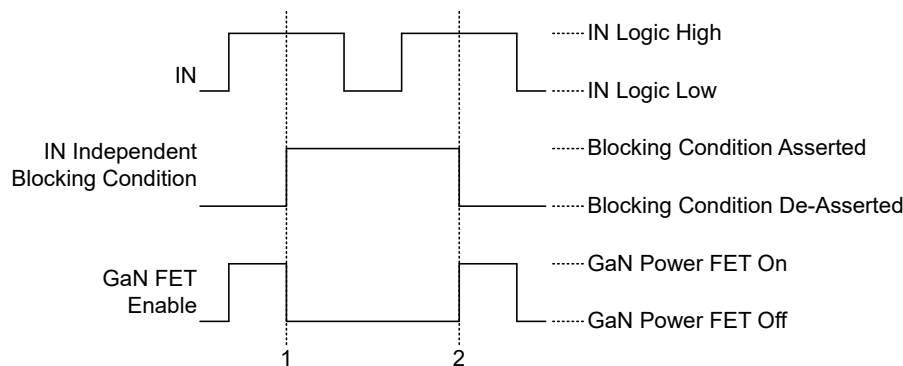 IN
IN Logic High
IN Logic Low
IN Independent
Blocking Condition
Blocking Condition Asserted
Blocking Condition De-Asserted
GaN FET
Enable
GaN Power FET On
GaN Power FET Off
1
2